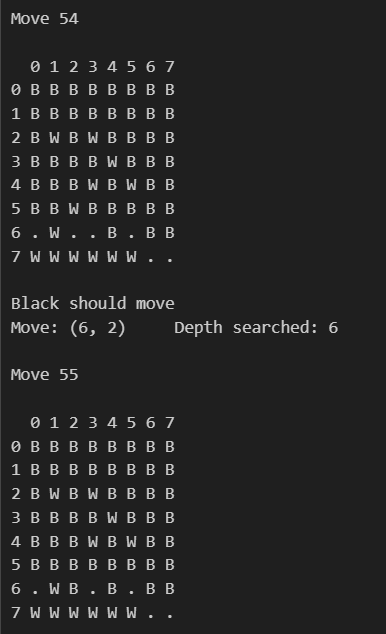 Move 54
0 1 2 3 4 5 6 7
0 B B B B B B B B
1 B B B B B B B B
2 B W B W B B B B
3 B B B B W B B B
4 B B B W B W B B
5 B B W B B B B B
6 . W . . B . B B
7 W W W W W W . .
Black should move
Move: (6, 2) Depth searched: 6
Move 55
0 1 2 3 4 5 6 7
0 B B B B B B B B
1 B B B B B B B B
2 B W B W B B B B
3 B B B B W B B B
4 B B B W B W B B
5 B B B B B B B B
6 . W B . B . B B
7 W W W W W W . .